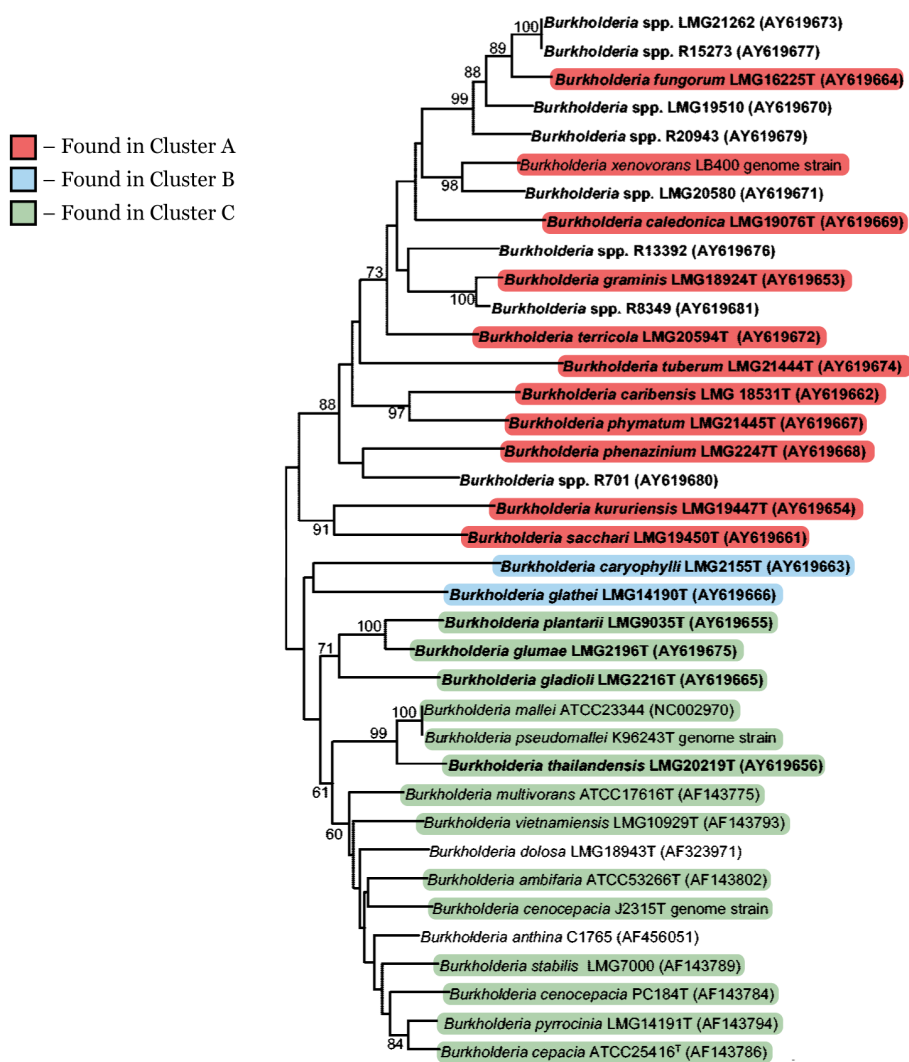 Burkholderia spp. LMG21262 (AY619673)
100
Burkholderia spp. R15273 (AY619677)
89
Burkholderia fungorum LMG16225T (AY619664)
88
Burkholderia spp. LMG19510 (AY619670)
99
Burkholderia spp. R20943 (AY619679)
– Found in Cluster A
– Found in Cluster B
– Found in Cluster C
Burkholderia xenovorans LB400 genome strain
98
Burkholderia spp. LMG20580 (AY619671)
Burkholderia caledonica LMG19076T (AY619669)
Burkholderia spp. R13392 (AY619676)
73
Burkholderia graminis LMG18924T (AY619653)
100
Burkholderia spp. R8349 (AY619681)
Burkholderia terricola LMG20594T (AY619672)
Burkholderia tuberum LMG21444T (AY619674)
Burkholderia caribensis LMG 18531T (AY619662)
88
97
Burkholderia phymatum LMG21445T (AY619667)
Burkholderia phenazinium LMG2247T (AY619668)
Burkholderia spp. R701 (AY619680)
Burkholderia kururiensis LMG19447T (AY619654)
91
Burkholderia sacchari LMG19450T (AY619661)
Burkholderia caryophylli LMG2155T (AY619663)
Burkholderia glathei LMG14190T (AY619666)
Burkholderia plantarii LMG9035T (AY619655)
100
71
Burkholderia glumae LMG2196T (AY619675)
Burkholderia gladioli LMG2216T (AY619665)
Burkholderia mallei ATCC23344 (NC002970)
100
99
Burkholderia pseudomallei K96243T genome strain
Burkholderia thailandensis LMG20219T (AY619656)
61
Burkholderia multivorans ATCC17616T (AF143775)
60
Burkholderia vietnamiensis LMG10929T (AF143793)
Burkholderia dolosa LMG18943T (AF323971)
Burkholderia ambifaria ATCC53266T (AF143802)
Burkholderia cenocepacia J2315T genome strain
Burkholderia anthina C1765 (AF456051)
Burkholderia stabilis LMG7000 (AF143789)
Burkholderia cenocepacia PC184T (AF143784)
Burkholderia pyrrocinia LMG14191T (AF143794)
84
Burkholderia cepacia ATCC25416ᵀ (AF143786)